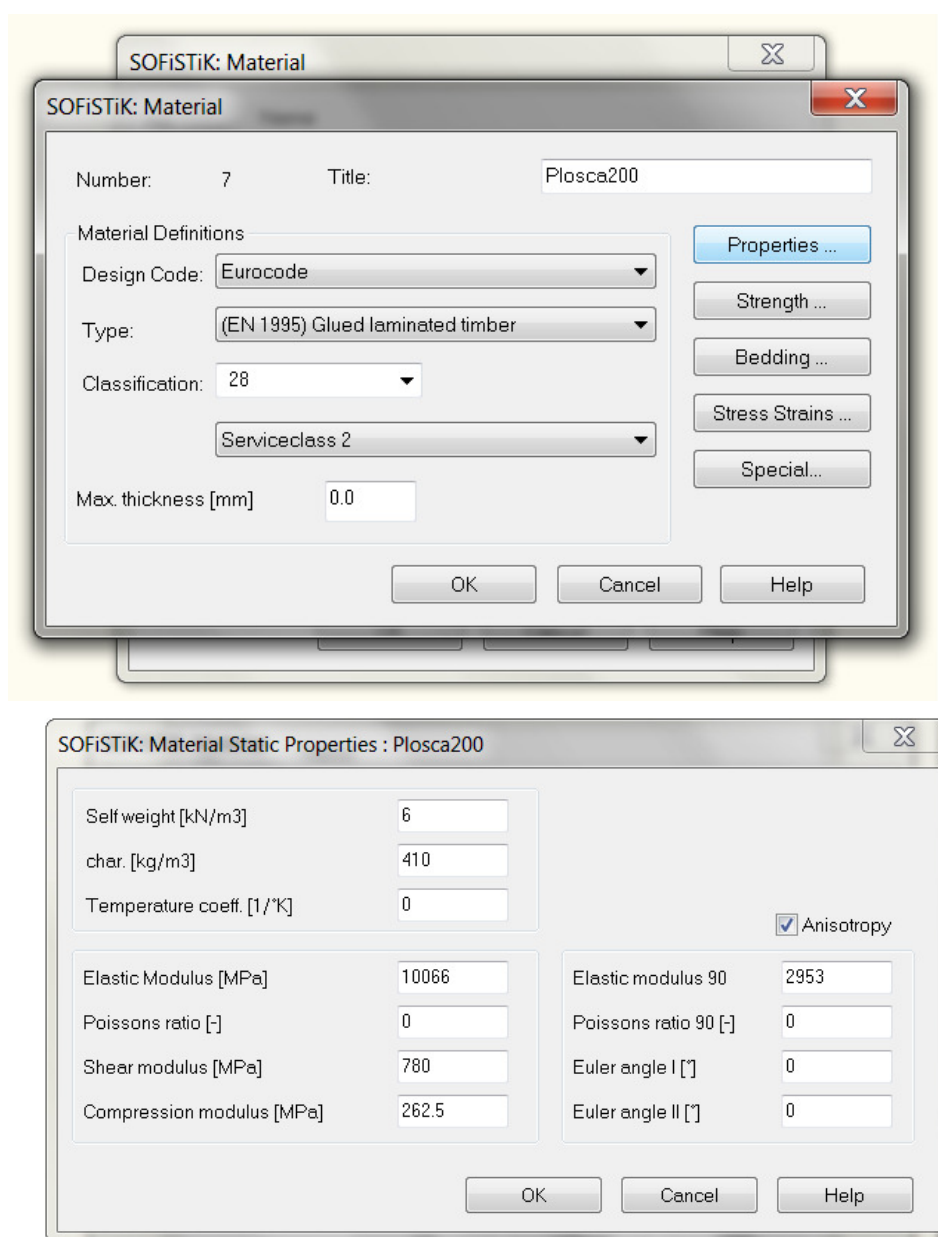 SOFiSTiK: Material
SOFiSTiK: Material
Number: 7 Title: Plosca200
Material Definitions
Design Code: Eurocode
Type: (EN 1995) Glued laminated timber
Classification: 28
Serviceclass 2
Max. thickness [mm] 0.0
Properties ...
Strength ...
Bedding ...
Stress Strains ...
Special...
OK Cancel Help
SOFiSTiK: Material Static Properties : Plosca200
Self weight [kN/m3] 6
char. [kg/m3] 410
Temperature coeff. [1/°K] 0
Anisotropy
Elastic Modulus [MPa] 10066
Poissons ratio [-] 0
Shear modulus [MPa] 780
Compression modulus [MPa] 262.5
Elastic modulus 90 2953
Poissons ratio 90 [-] 0
Euler angle I [°] 0
Euler angle II [°] 0
OK Cancel Help